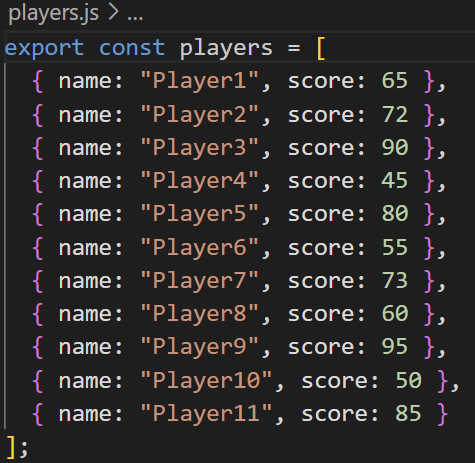 players.js > ...
export const players = [
  { name: "Player1", score: 65 },
  { name: "Player2", score: 72 },
  { name: "Player3", score: 90 },
  { name: "Player4", score: 45 },
  { name: "Player5", score: 80 },
  { name: "Player6", score: 55 },
  { name: "Player7", score: 73 },
  { name: "Player8", score: 60 },
  { name: "Player9", score: 95 },
  { name: "Player10", score: 50 },
  { name: "Player11", score: 85 }
];